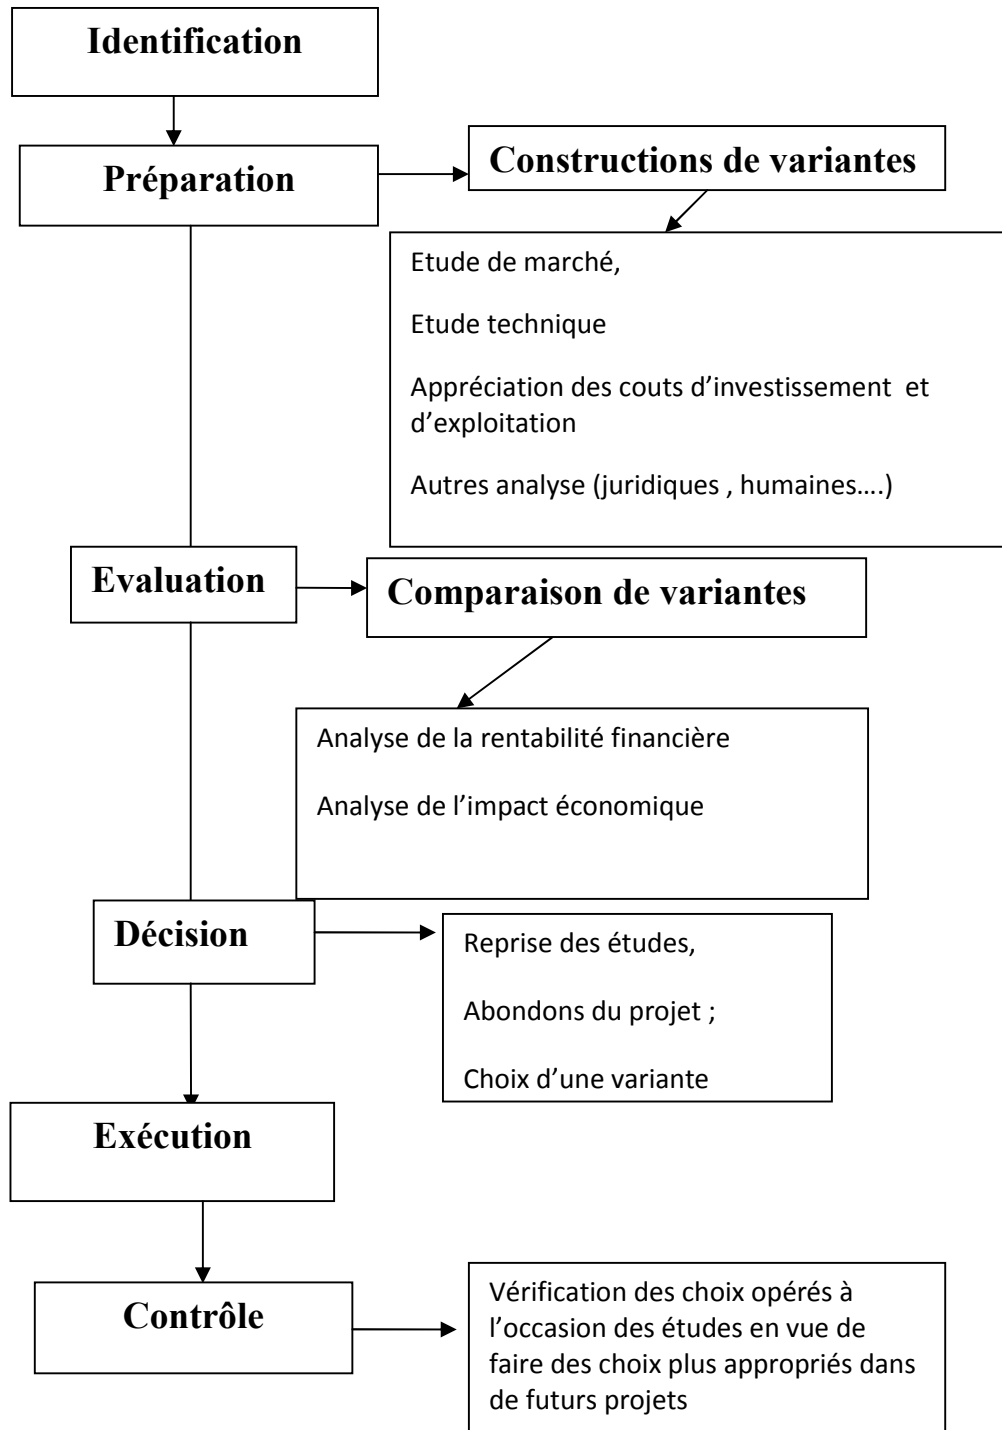 Identification
Préparation
Constructions de variantes
Etude de marché,
Etude technique
Appréciation des couts d’investissement et
d’exploitation
Autres analyse (juridiques , humaines….)
Evaluation
Comparaison de variantes
Analyse de la rentabilité financière
Analyse de l’impact économique
Décision
Reprise des études,
Abondons du projet ;
Choix d’une variante
Exécution
Contrôle
Vérification des choix opérés à
l’occasion des études en vue de
faire des choix plus appropriés dans
de futurs projets